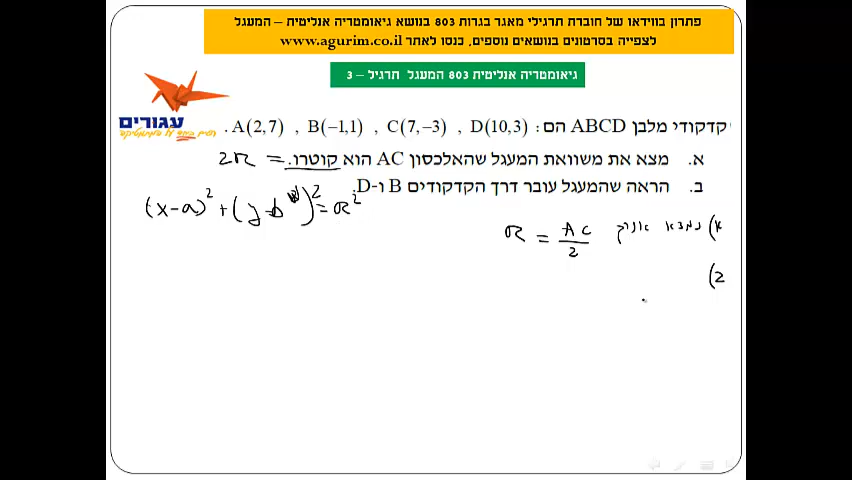 פתרון בווידאו של חוברת תרגילי מאגר בגרות 803 בנושא גיאומטריה אנליטית – המעגל
לצפייה בסרטונים בנושאים נוספים, כנסו לאתר www.agurim.co.il
גיאומטריה אנליטית 803 המעגל תרגיל – 3
עגורים
קדקודי מלבן ABCD הם: A(2,7) , B(−1,1) , C(7,−3) , D(10,3).
א. מצא את משוואת המעגל שהאלכסון AC הוא קוטרו. = 2R
ב. הראה שהמעגל עובר דרך הקדקודים B ו-D.
(x-a)² + (y-b)² = R²
א) נמצא אורך R = AC/2
2)